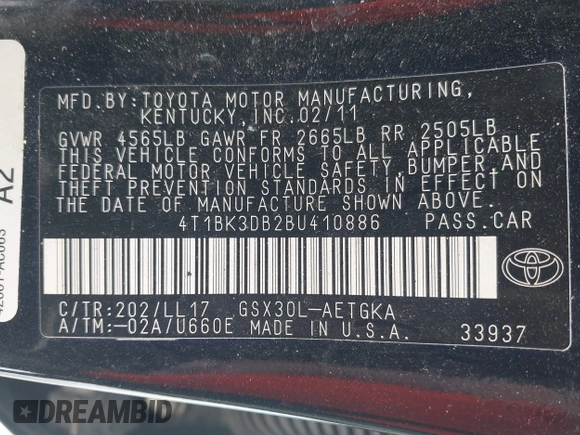 MFD.BY:TOYOTA MOTOR MANUFACTURING,
KENTUCKY,INC.02/11
GVWR 4565LB GAWR FR 2665LB RR 2505LB
THIS VEHICLE CONFORMS TO ALL APPLICABLE
FEDERAL MOTOR VEHICLE SAFETY,BUMPER,AND
THEFT PREVENTION STANDARDS IN EFFECT ON
THE DATE OF MANUFACTURE SHOWN ABOVE.
4T1BK3DB2BU410886 PASS.CAR
C/TR:202/LL17 GSX30L-AETGKA
A/TM:-02A/U660E MADE IN U.S.A. 33937
TOYOTA
A2
DREAMBID